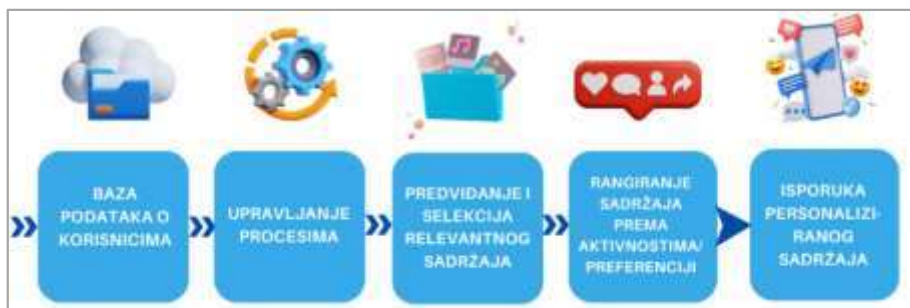 BAZA
PODATAKA O
KORISNICIMA
UPRAVLJANJE
PROCESIMA
PREDVIDANJE I
SELEKCIJA
RELEVANTNOG
SADRŽAJA
RANGIRANJE
SADRŽAJA
PREMA
AKTIVNOSTIMA/
PREFERENCIJI
ISPORUKA
PERSONALIZI-
RANOG
SADRŽAJA